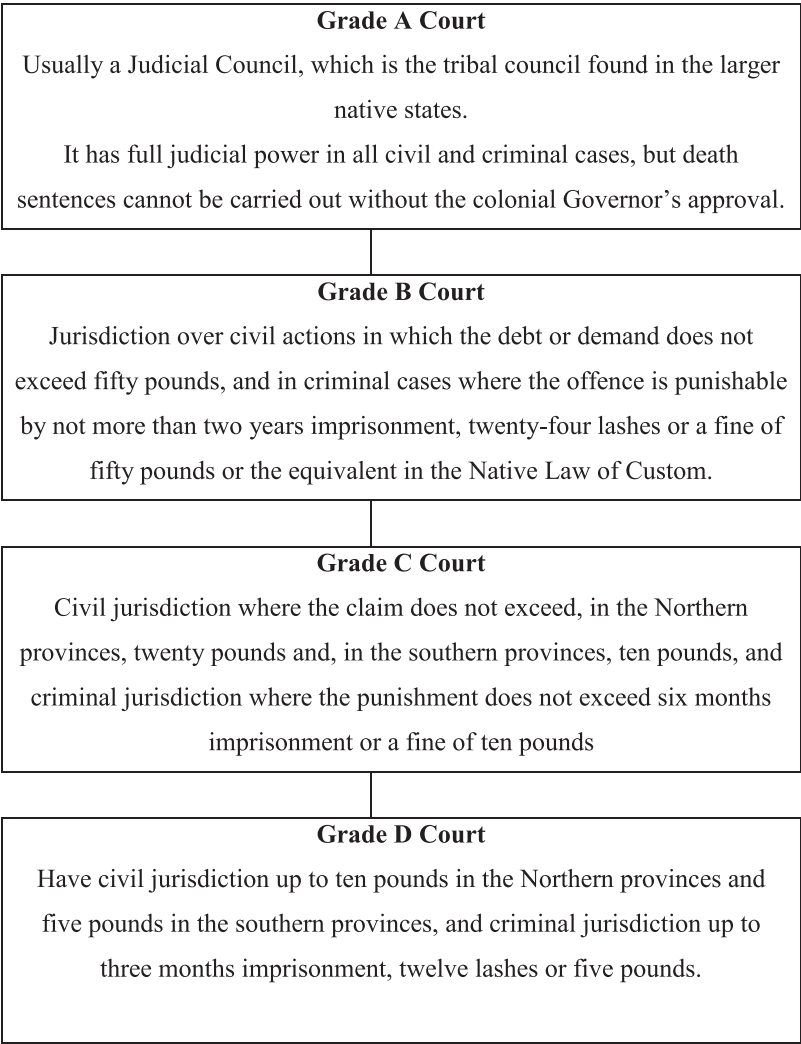 Grade A Court
Usually a Judicial Council, which is the tribal council found in the larger
native states.
It has full judicial power in all civil and criminal cases, but death
sentences cannot be carried out without the colonial Governor’s approval.
Grade B Court
Jurisdiction over civil actions in which the debt or demand does not
exceed fifty pounds, and in criminal cases where the offence is punishable
by not more than two years imprisonment, twenty-four lashes or a fine of
fifty pounds or the equivalent in the Native Law of Custom.
Grade C Court
Civil jurisdiction where the claim does not exceed, in the Northern
provinces, twenty pounds and, in the southern provinces, ten pounds, and
criminal jurisdiction where the punishment does not exceed six months
imprisonment or a fine of ten pounds
Grade D Court
Have civil jurisdiction up to ten pounds in the Northern provinces and
five pounds in the southern provinces, and criminal jurisdiction up to
three months imprisonment, twelve lashes or five pounds.